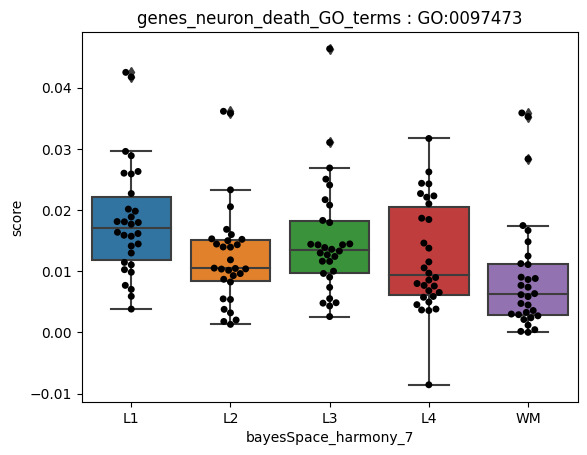 genes_neuron_death_GO_terms : GO:0097473
score
0.04
0.03
0.02
0.01
0.00
−0.01
L1 L2 L3 L4 WM
bayesSpace_harmony_7